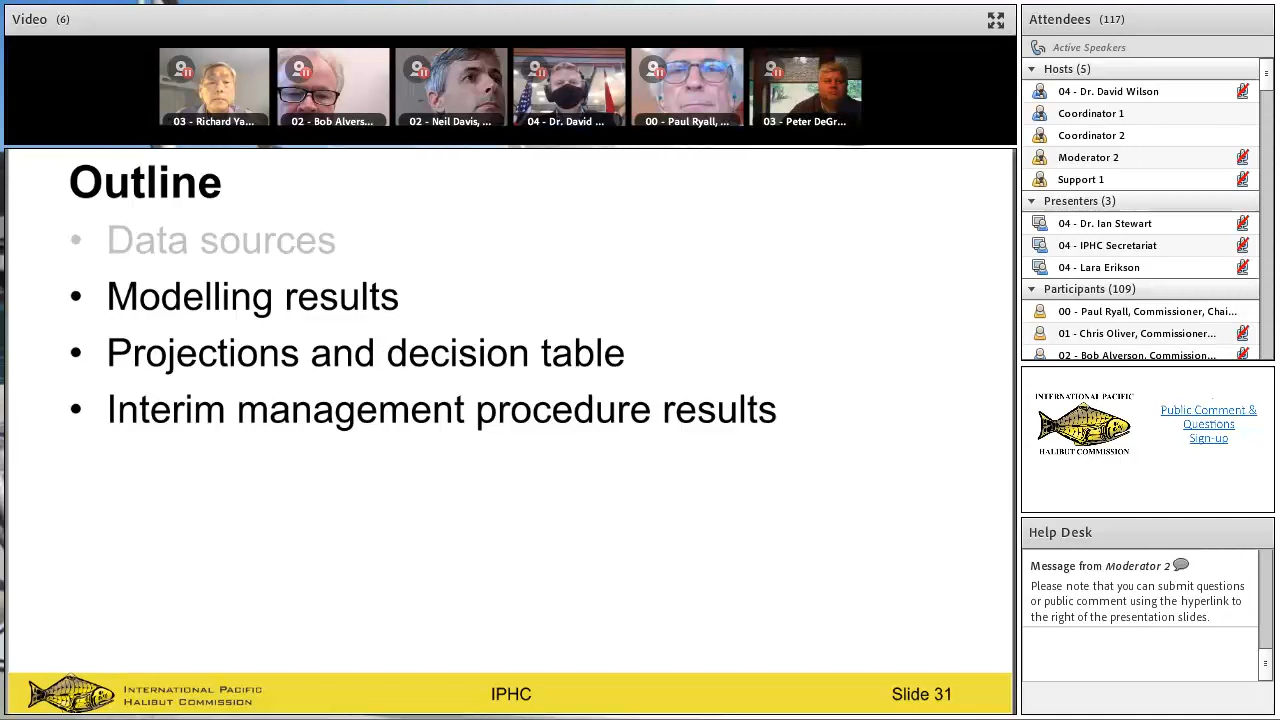 Video (6)
03 - Richard Ya...
02 - Bob Alvers...
02 - Neil Davis, ...
04 - Dr. David ...
00 - Paul Ryall, ...
03 - Peter DeGr...
Outline
• Data sources
• Modelling results
• Projections and decision table
• Interim management procedure results
INTERNATIONAL PACIFIC
HALIBUT COMMISSION
IPHC
Slide 31
Attendees (117)
Active Speakers
Hosts (5)
04 - Dr. David Wilson
Coordinator 1
Coordinator 2
Moderator 2
Support 1
Presenters (3)
04 - Dr. Ian Stewart
04 - IPHC Secretariat
04 - Lara Erikson
Participants (109)
00 - Paul Ryall, Commissioner, Chai...
01 - Chris Oliver, Commissioner...
02 - Bob Alverson, Commission...
INTERNATIONAL PACIFIC
HALIBUT COMMISSION
Public Comment &
Questions
Sign-up
Help Desk
Message from Moderator 2
Please note that you can submit questions
or public comment using the hyperlink to
the right of the presentation slides.